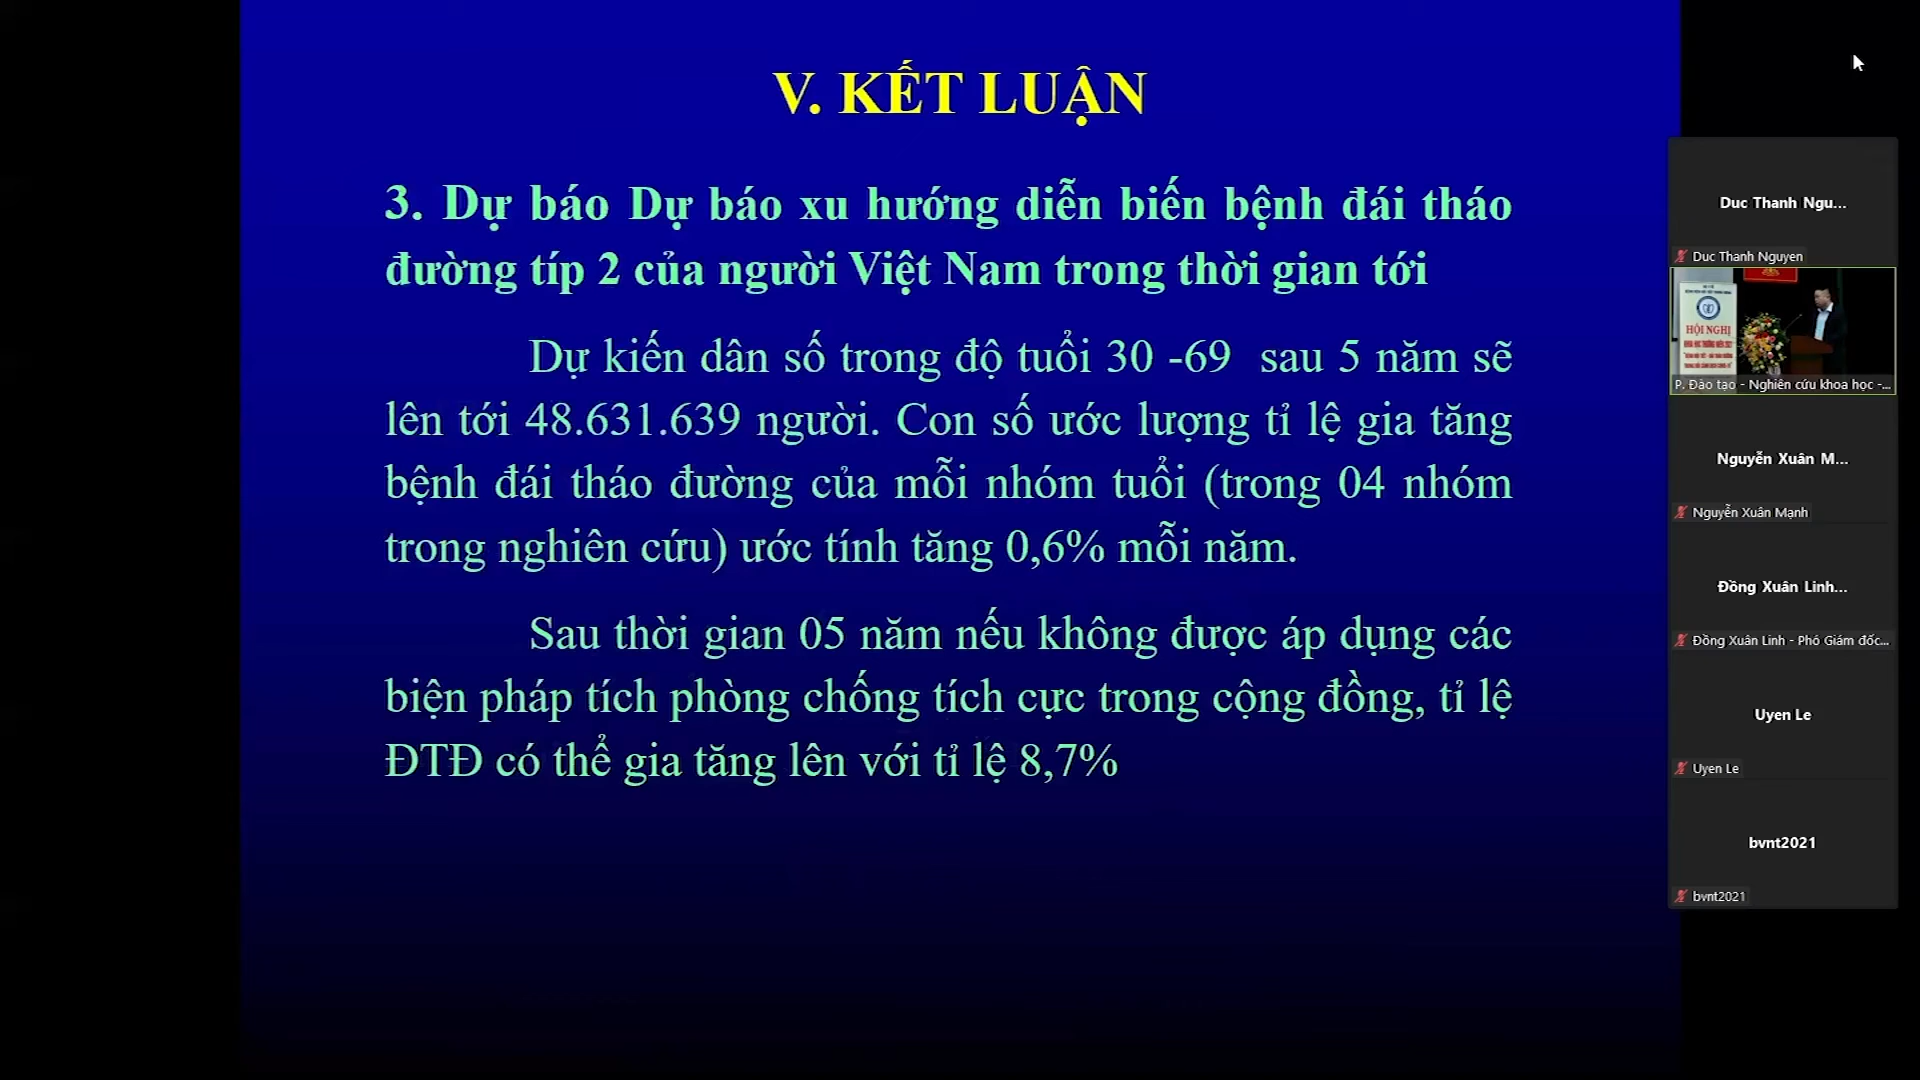 V. KẾT LUẬN
3. Dự báo Dự báo xu hướng diễn biến bệnh đái tháo
đường típ 2 của người Việt Nam trong thời gian tới
Dự kiến dân số trong độ tuổi 30 -69 sau 5 năm sẽ
lên tới 48.631.639 người. Con số ước lượng tỉ lệ gia tăng
bệnh đái tháo đường của mỗi nhóm tuổi (trong 04 nhóm
trong nghiên cứu) ước tính tăng 0,6% mỗi năm.
Sau thời gian 05 năm nếu không được áp dụng các
biện pháp tích phòng chống tích cực trong cộng đồng, tỉ lệ
ĐTĐ có thể gia tăng lên với tỉ lệ 8,7%
Duc Thanh Ngu...
Duc Thanh Nguyen
HỘI NGHỊ
P. Đào tạo - Nghiên cứu khoa học -...
Nguyễn Xuân M...
Nguyễn Xuân Mạnh
Đồng Xuân Linh...
Đồng Xuân Linh - Phó Giám đốc...
Uyen Le
Uyen Le
bvnt2021
bvnt2021